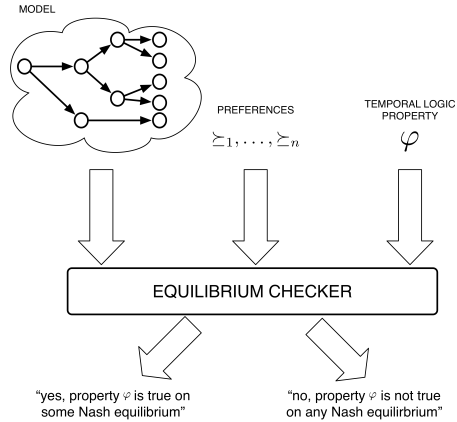 MODEL
PREFERENCES
⪰₁, . . . , ⪰ₙ
TEMPORAL LOGIC
PROPERTY
φ
EQUILIBRIUM CHECKER
“yes, property φ is true on
some Nash equilibrium”
“no, property φ is not true
on any Nash equilirbrium”